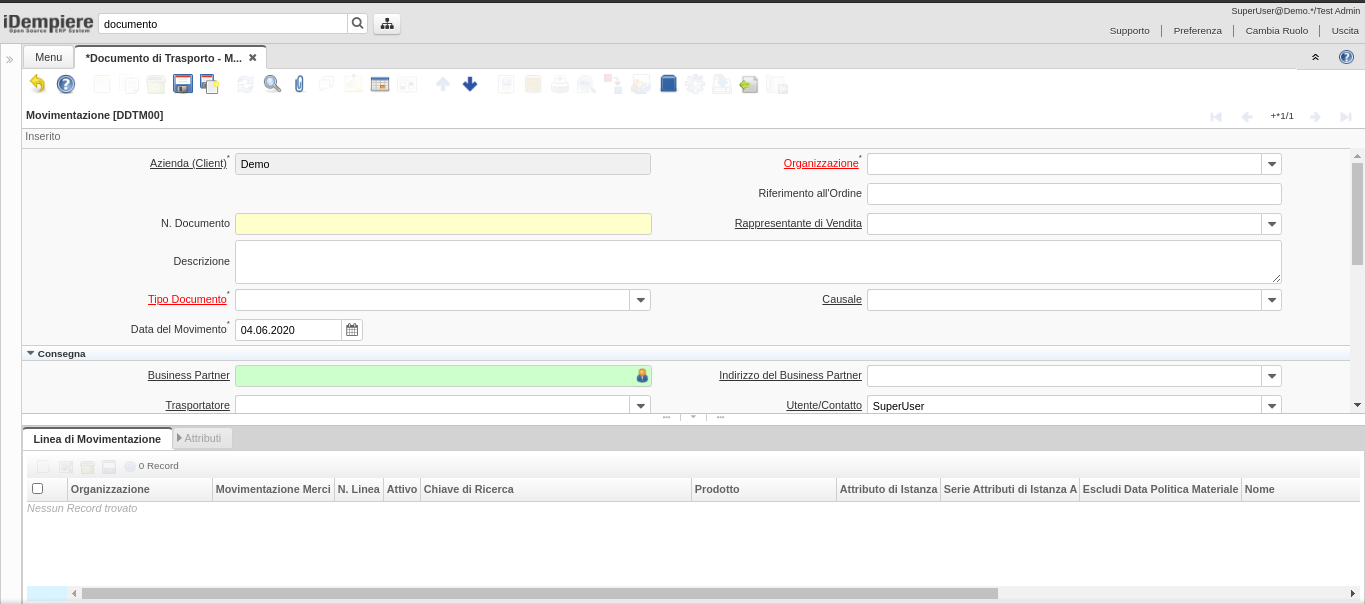 SuperUser@Demo.*/Test Admin
iDempiere
Open Source ERP System
documento
Supporto Preferenza Cambia Ruolo Uscita
Menu *Documento di Trasporto - M...
Movimentazione [DDTM00]
+*1/1
Inserito
Azienda (Client)* Demo Organizzazione*
Riferimento all'Ordine
N. Documento Rappresentante di Vendita
Descrizione
Tipo Documento* Causale
Data del Movimento* 04.06.2020
Consegna
Business Partner Indirizzo del Business Partner
Trasportatore Utente/Contatto SuperUser
Linea di Movimentazione Attributi
0 Record
Organizzazione Movimentazione Merci N. Linea Attivo Chiave di Ricerca Prodotto Attributo di Istanza Serie Attributi di Istanza A Escludi Data Politica Materiale Nome
Nessun Record trovato